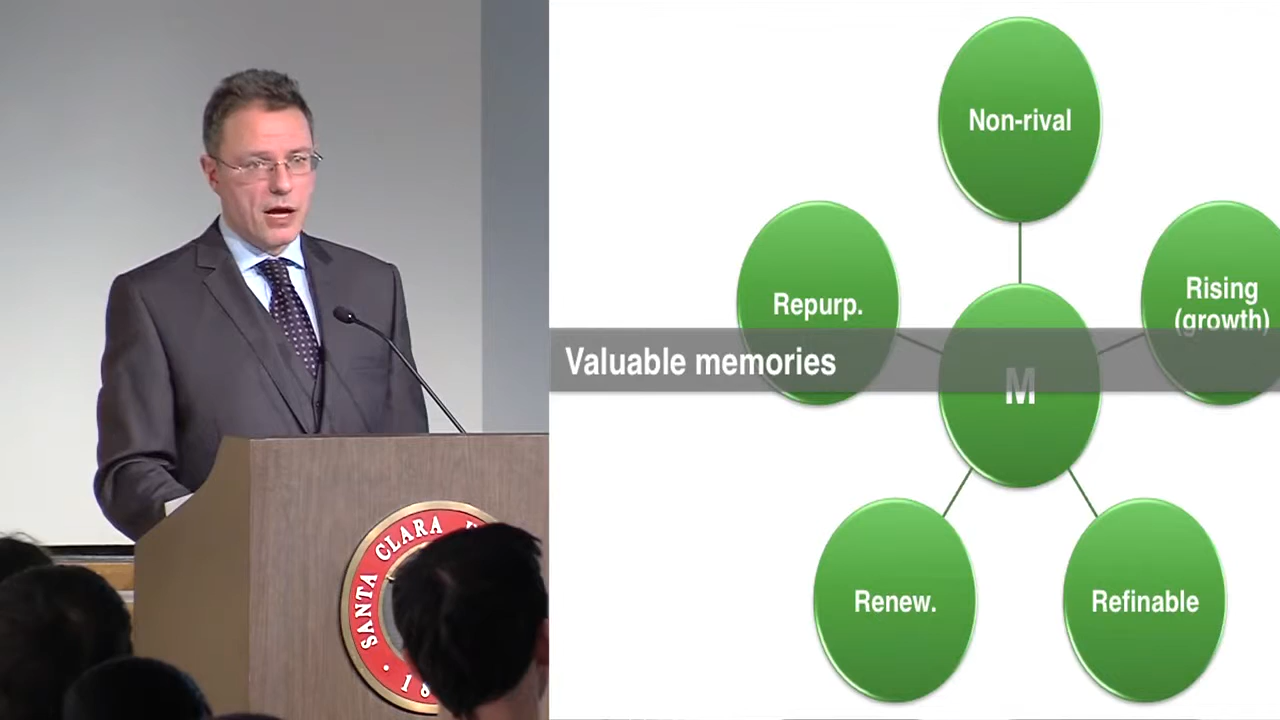 Non-rival
Repurp.
Rising
(growth)
Valuable memories
M
Renew.
Refinable
SANTA CLARA